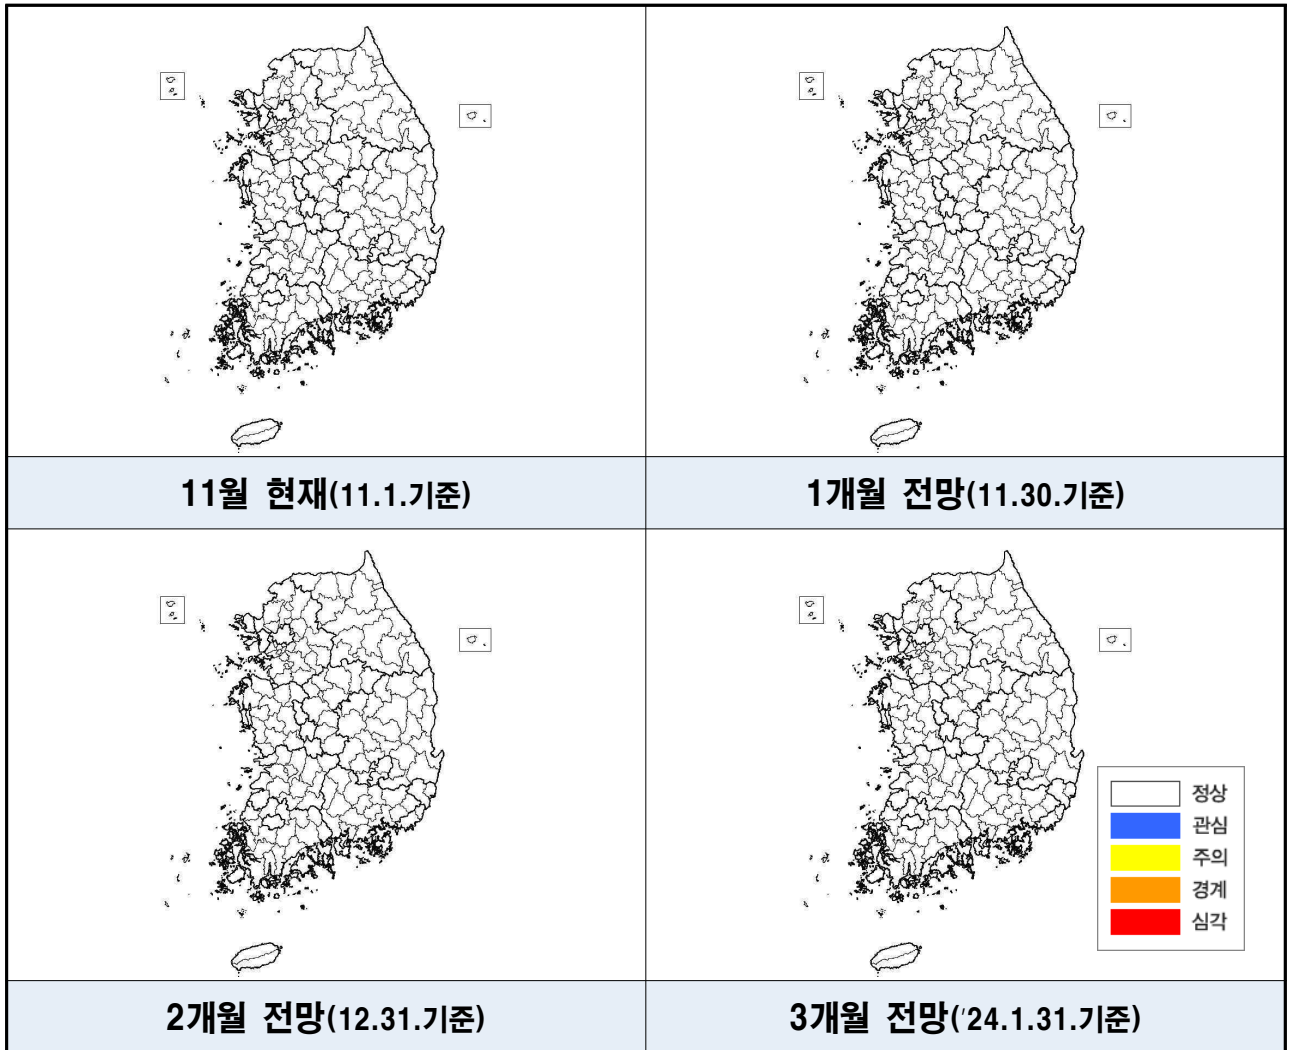 11월 현재(11.1.기준)
1개월 전망(11.30.기준)
정상
관심
주의
경계
심각
2개월 전망(12.31.기준)
3개월 전망('24.1.31.기준)